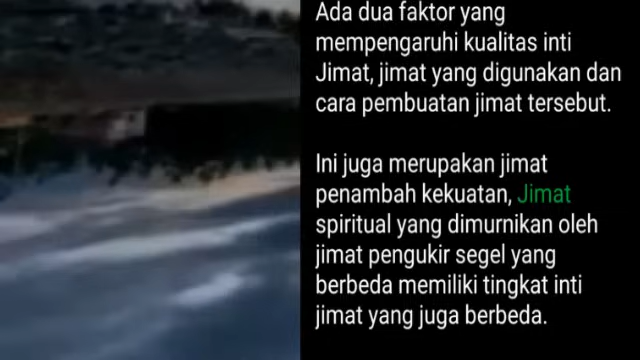 Ada dua faktor yang
mempengaruhi kualitas inti
Jimat, jimat yang digunakan dan
cara pembuatan jimat tersebut.
Ini juga merupakan jimat
penambah kekuatan, Jimat
spiritual yang dimurnikan oleh
jimat pengukir segel yang
berbeda memiliki tingkat inti
jimat yang juga berbeda.